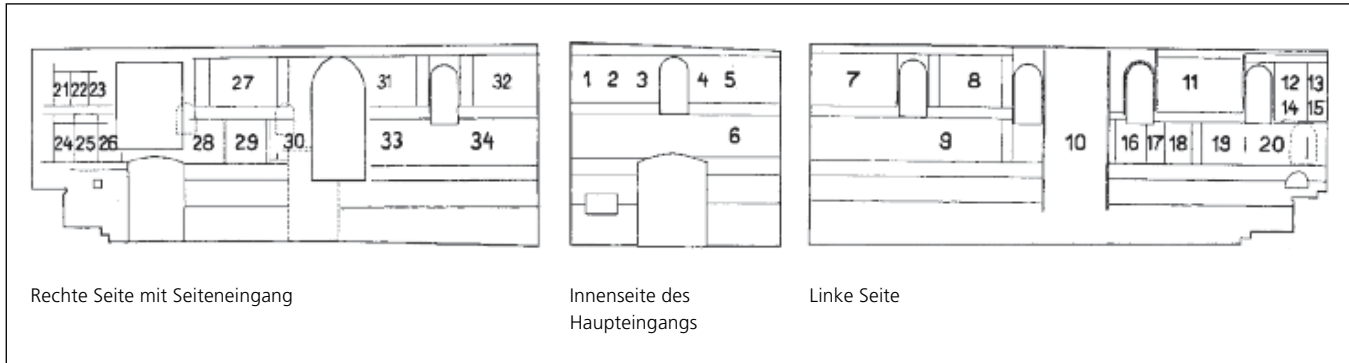 21 22 23 27 31 32
24 25 26 28 29 30 33 34
1 2 3 4 5
6
7 8 11 12 13
14 15
9 10 16 17 18 19 20
Rechte Seite mit Seiteneingang
Innenseite des
Haupteingangs
Linke Seite